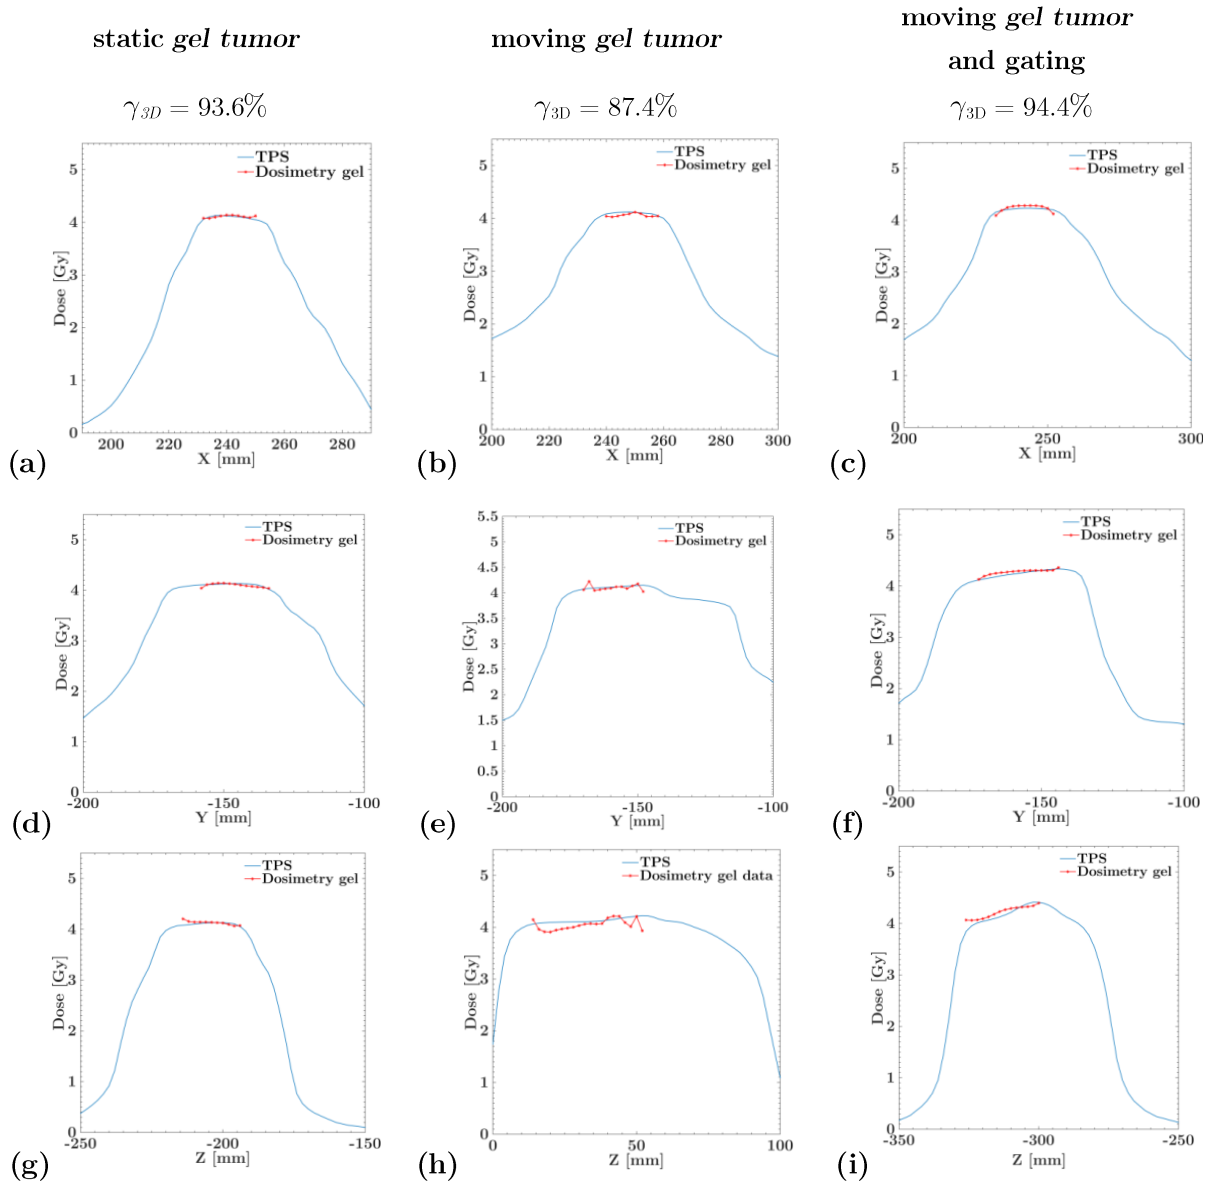 static gel tumor
moving gel tumor
moving gel tumor
and gating
γ3D = 93.6%
γ3D = 87.4%
γ3D = 94.4%
TPS
Dosimetry gel
Dose [Gy]
5
4
3
2
1
0
200 220 240 260 280
X [mm]
(a)
TPS
Dosimetry gel
Dose [Gy]
5
4
3
2
1
0
200 220 240 260 280 300
X [mm]
(b)
TPS
Dosimetry gel
Dose [Gy]
5
4
3
2
1
0
200 250 300
X [mm]
(c)
TPS
Dosimetry gel
Dose [Gy]
5
4
3
2
1
0
-200 -150 -100
Y [mm]
(d)
TPS
Dosimetry gel
Dose [Gy]
5.5
5
4.5
4
3.5
3
2.5
2
1.5
1
0.5
0
-200 -150 -100
Y [mm]
(e)
TPS
Dosimetry gel
Dose [Gy]
5
4
3
2
1
0
-200 -150 -100
Y [mm]
(f)
TPS
Dosimetry gel
Dose [Gy]
5
4
3
2
1
0
-250 -200 -150
Z [mm]
(g)
TPS
Dosimetry gel data
Dose [Gy]
5
4
3
2
1
0
0 50 100
Z [mm]
(h)
TPS
Dosimetry gel
Dose [Gy]
5
4
3
2
1
0
-350 -300 -250
Z [mm]
(i)